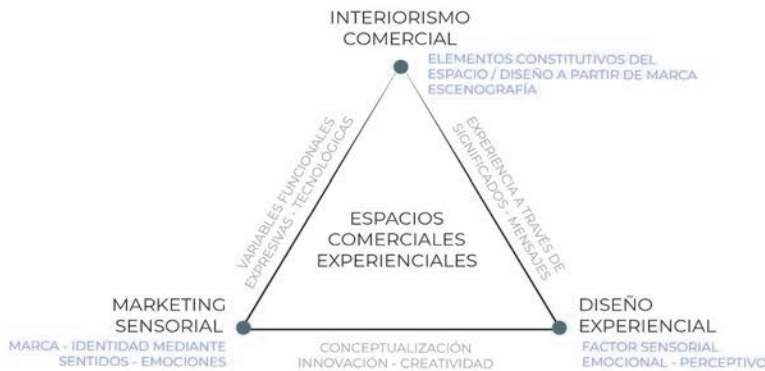 INTERIORISMO
COMERCIAL
ELEMENTOS CONSTITUTIVOS DEL
ESPACIO / DISEÑO A PARTIR DE MARCA
ESCENOGRAFÍA
VARIABLES FUNCIONALES
EXPRESIVAS - TECNOLÓGICAS
EXPERIENCIA A TRAVÉS DE
SIGNIFICADOS - MENSAJES
ESPACIOS
COMERCIALES
EXPERIENCIALES
MARKETING
SENSORIAL
MARCA - IDENTIDAD MEDIANTE
SENTIDOS - EMOCIONES
CONCEPTUALIZACIÓN
INNOVACIÓN - CREATIVIDAD
DISEÑO
EXPERIENCIAL
FACTOR SENSORIAL
EMOCIONAL - PERCEPTIVO